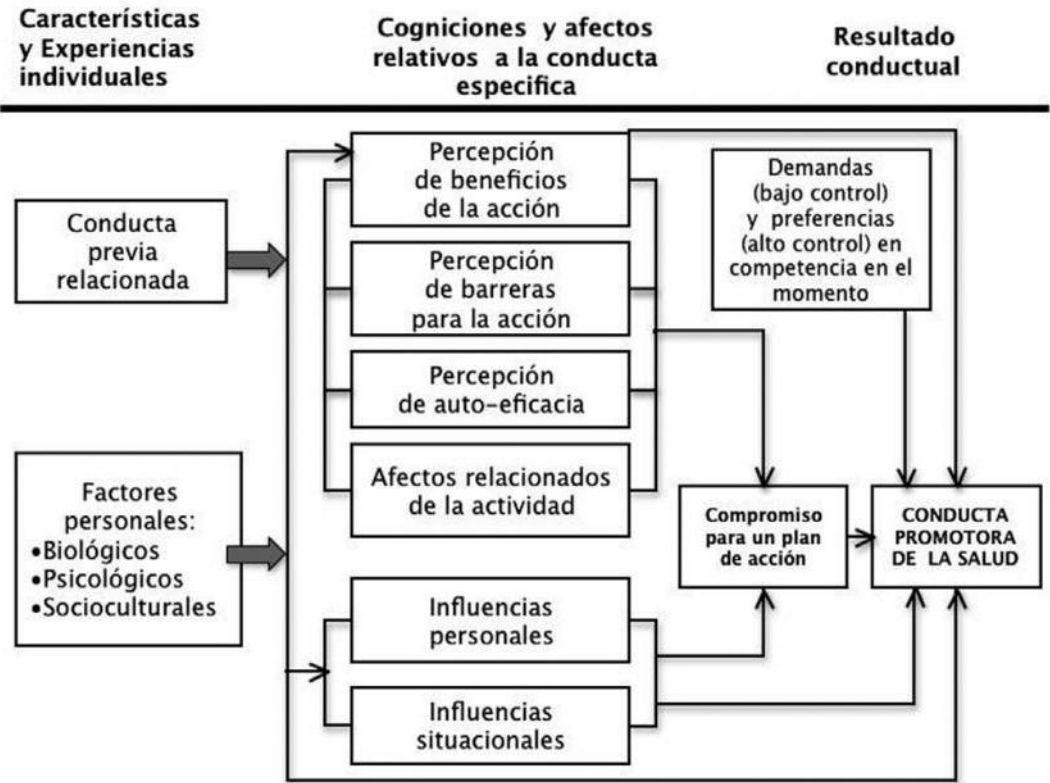 Características
y Experiencias
individuales
Cogniciones y afectos
relativos a la conducta
especifica
Resultado
conductual
Conducta
previa
relacionada
Factores
personales:
•Biológicos
•Psicológicos
•Socioculturales
Percepción
de beneficios
de la acción
Percepción
de barreras
para la acción
Percepción
de auto-eficacia
Afectos relacionados
de la actividad
Influencias
personales
Influencias
situacionales
Demandas
(bajo control)
y preferencias
(alto control) en
competencia en el
momento
Compromiso
para un plan
de acción
CONDUCTA
PROMOTORA
DE LA SALUD